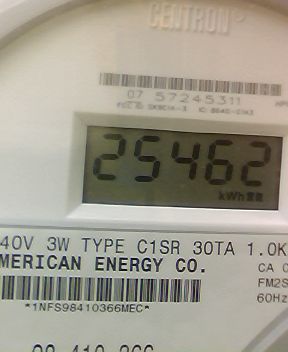 CENTRON
07 57245311
25462
kWh
40V 3W TYPE C1SR 30TA 1.0K
MERICAN ENERGY CO.
CA 0
FM2S
60Hz
*1NFS98410366MEC*